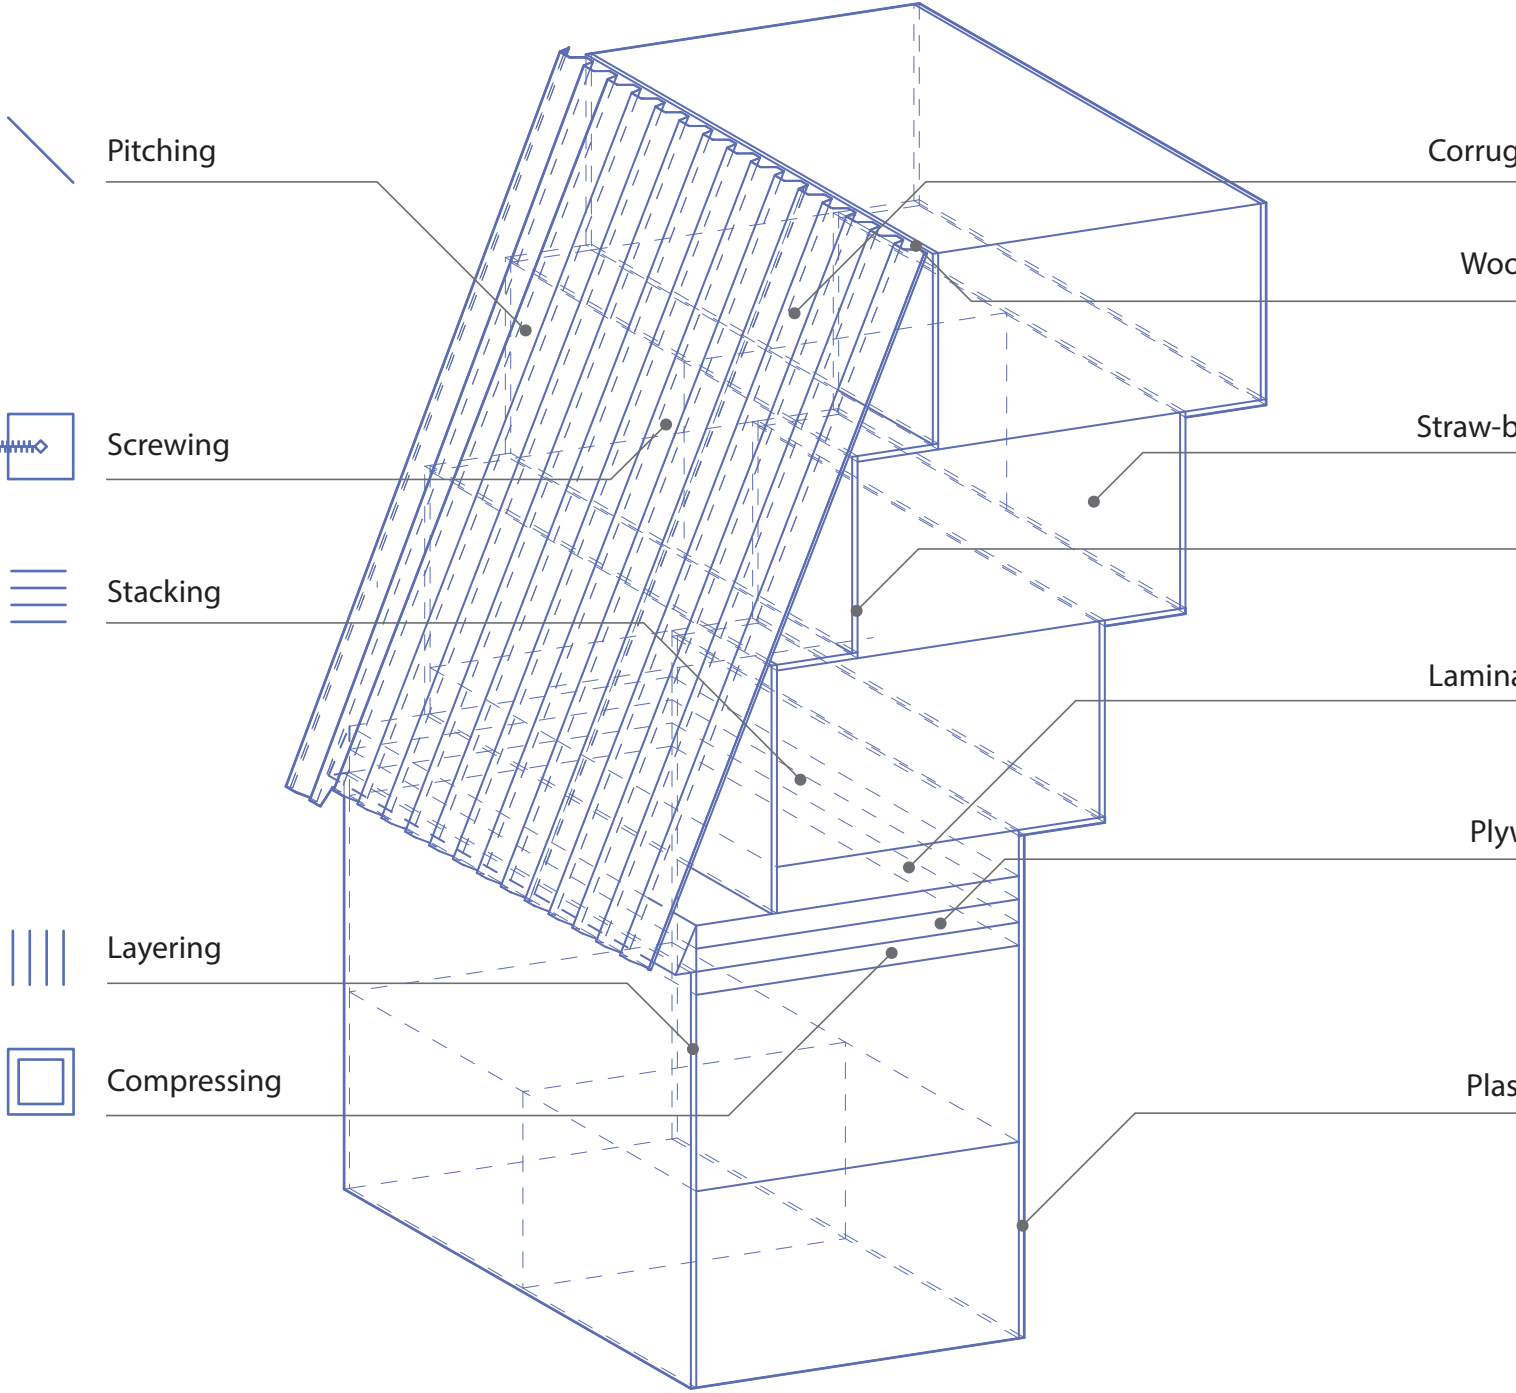 Pitching
Corrug
Woo
Straw-b
Screwing
Stacking
Lamina
Plyw
Layering
Compressing
Plas